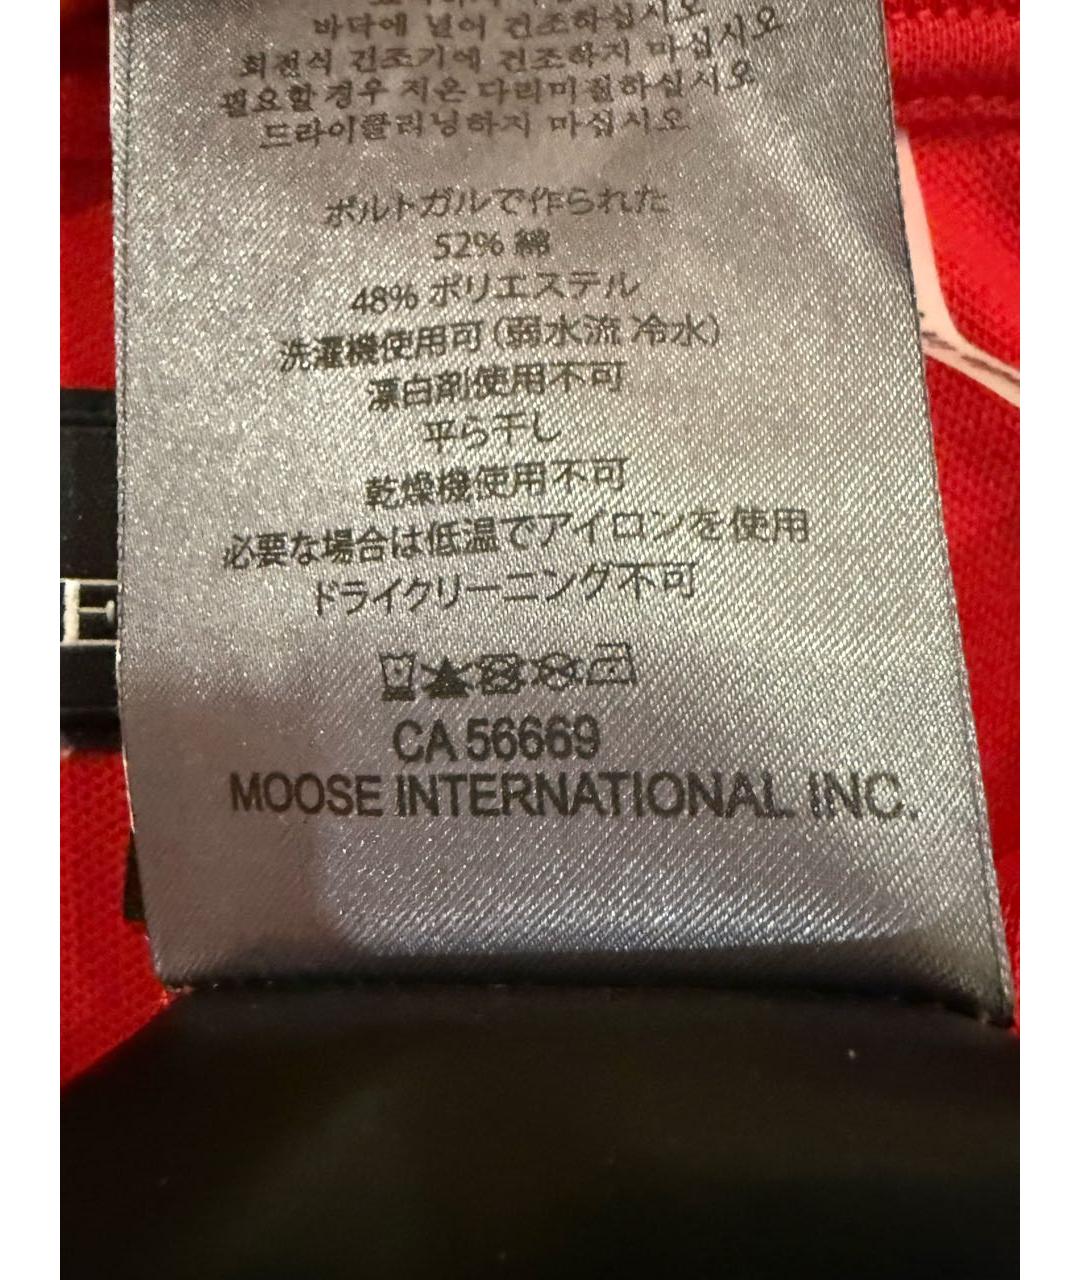 바닥에 널어 건조하십시오
회전식 건조기에 건조하지 마십시오
필요할 경우 저온 다리미질하십시오
드라이클리닝하지 마십시오
ポルトガルで作られた
52% 綿
48% ポリエステル
洗濯機使用可 (弱水流 冷水)
漂白剤使用不可
平ら干し
乾燥機使用不可
必要な場合は低温でアイロンを使用
ドライクリーニング不可
CA 56669
MOOSE INTERNATIONAL INC.